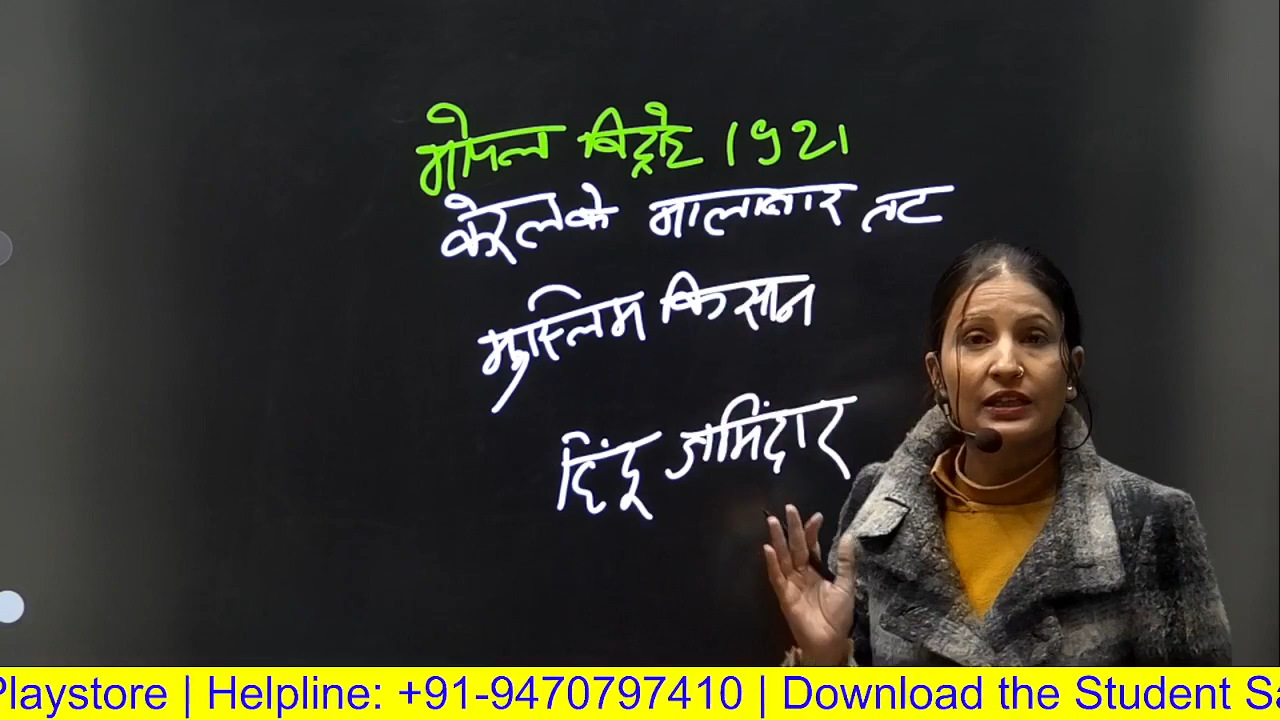 मोपला विद्रोह 1921
केरल के मालाबार तट
मुस्लिम किसान
हिंदू जमिंदार
Playstore | Helpline: +91-9470797410 | Download the Student Sa